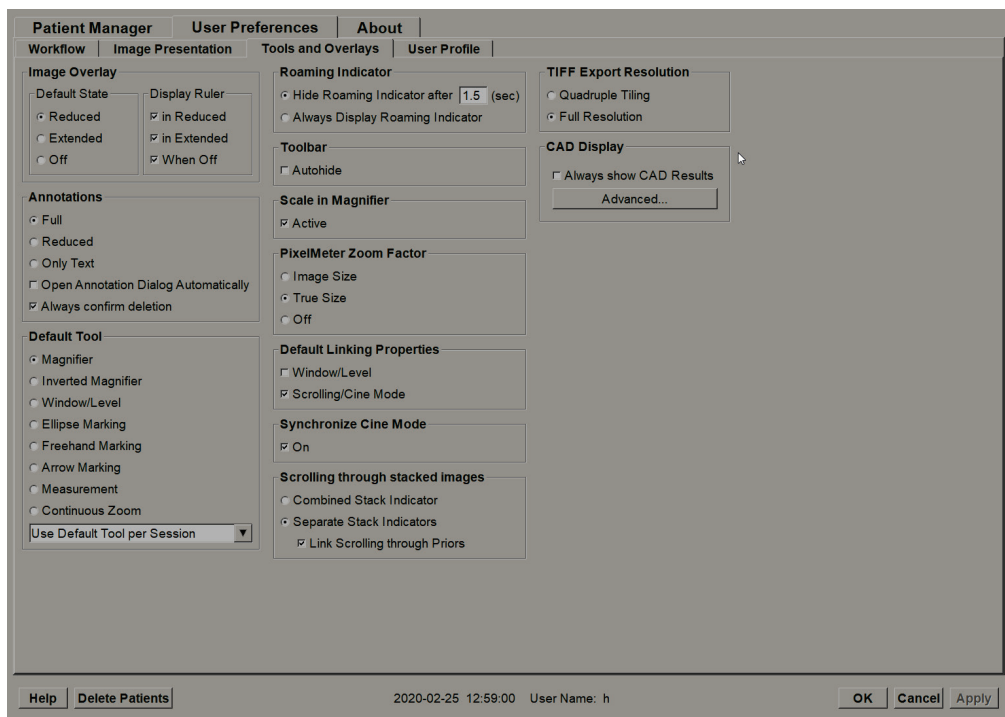 Patient Manager
User Preferences
About
Workflow
Image Presentation
Tools and Overlays
User Profile
Image Overlay
Default State
Reduced
Extended
Off
Display Ruler
in Reduced
in Extended
When Off
Annotations
Full
Reduced
Only Text
Open Annotation Dialog Automatically
Always confirm deletion
Default Tool
Magnifier
Inverted Magnifier
Window/Level
Ellipse Marking
Freehand Marking
Arrow Marking
Measurement
Continuous Zoom
Use Default Tool per Session
Roaming Indicator
Hide Roaming Indicator after 1.5 (sec)
Always Display Roaming Indicator
Toolbar
Autohide
Scale in Magnifier
Active
PixelMeter Zoom Factor
Image Size
True Size
Off
Default Linking Properties
Window/Level
Scrolling/Cine Mode
Synchronize Cine Mode
On
Scrolling through stacked images
Combined Stack Indicator
Separate Stack Indicators
Link Scrolling through Priors
TIFF Export Resolution
Quadruple Tiling
Full Resolution
CAD Display
Always show CAD Results
Advanced...
Help
Delete Patients
2020-02-25 12:59:00 User Name: h
OK
Cancel
Apply